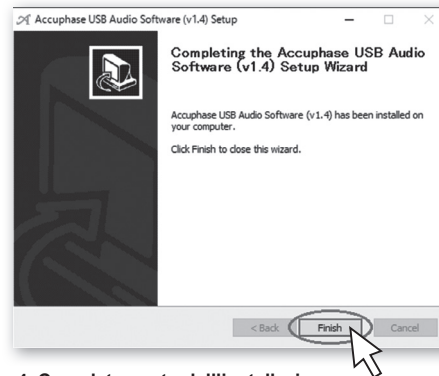 Accuphase USB Audio Software (v1.4) Setup
Completing the Accuphase USB Audio
Software (v1.4) Setup Wizard
Accuphase USB Audio Software (v1.4) has been installed on
your computer.
Click Finish to close this wizard.
< Back Finish Cancel